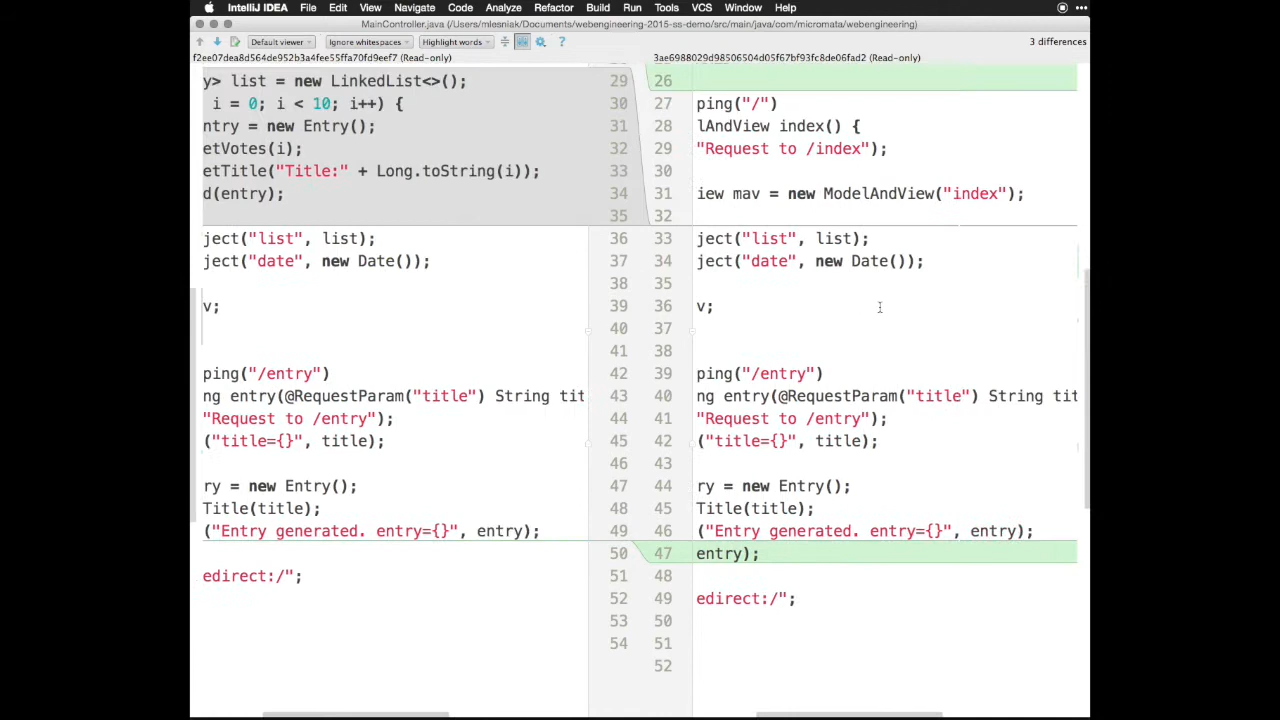 IntelliJ IDEA File Edit View Navigate Code Analyze Refactor Build Run Tools VCS Window Help
MainController.java (/Users/mlesniak/Documents/webengineering-2015-ss-demo/src/main/java/com/micromata/webengineering)
Default viewer Ignore whitespaces Highlight words ? 3 differences
f2ee07dea8d564de952b3a4fee55ffa70fd9eef7 (Read-only) 3ae6988029d98506504d05f67bf93fc8de06fad2 (Read-only)
y> list = new LinkedList<>(); 29 26
i = 0; i < 10; i++) { 30 27 ping("/")
ntry = new Entry(); 31 28 lAndView index() {
etVotes(i); 32 29 "Request to /index");
etTitle("Title:" + Long.toString(i)); 33 30
d(entry); 34 31 iew mav = new ModelAndView("index");
35 32
ject("list", list); 36 33 ject("list", list);
ject("date", new Date()); 37 34 ject("date", new Date());
38 35
v; 39 36 v;
40 37
41 38
ping("/entry") 42 39 ping("/entry")
ng entry(@RequestParam("title") String tit 43 40 ng entry(@RequestParam("title") String tit
"Request to /entry"); 44 41 "Request to /entry");
("title={}", title); 45 42 ("title={}", title);
46 43
ry = new Entry(); 47 44 ry = new Entry();
Title(title); 48 45 Title(title);
("Entry generated. entry={}", entry); 49 46 ("Entry generated. entry={}", entry);
50 47 entry);
edirect:/"; 51 48
52 49 edirect:/";
53 50
54 51
52